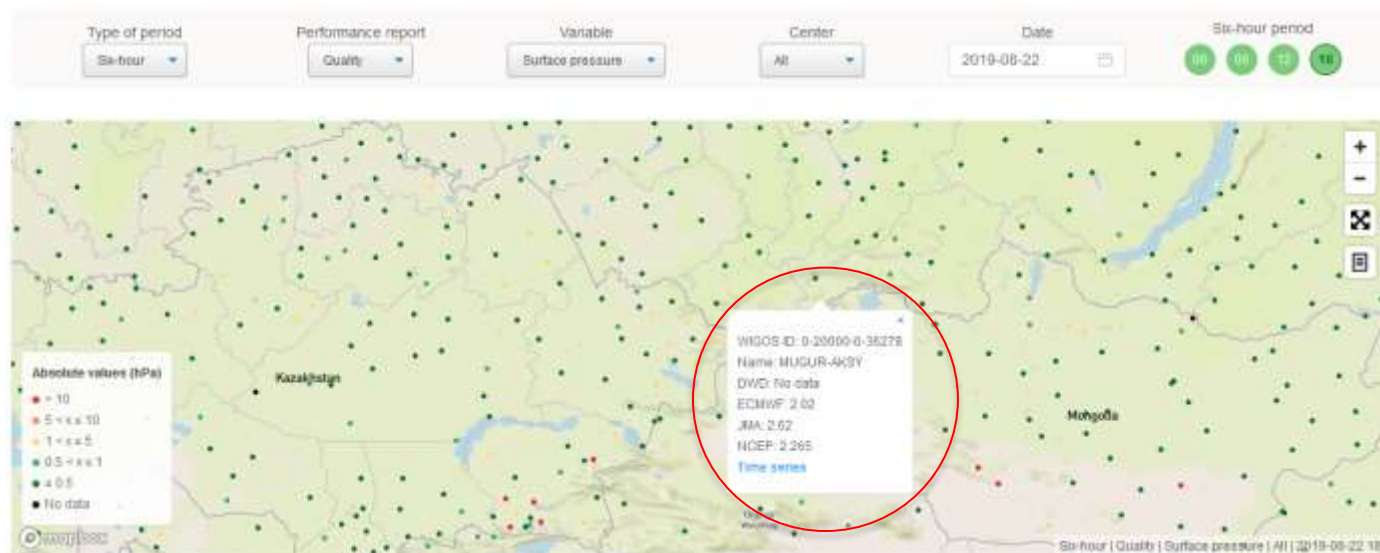 Type of period
Performance report
Variable
Center
Date
Six-hour period
Six-hour
Quality
Surface pressure
All
2019-08-22
00
06
12
18
+
−
WIGOS ID: 0-20000-0-36278
Name: MUGUR-AKSY
DWD: No data
ECMWF: 2.02
JMA: 2.62
NCEP: 2.265
Time series
Kazakhstan
Mongolia
Absolute values (hPa)
> 10
5 < x ≤ 10
1 < x ≤ 5
0.5 < x ≤ 1
≤ 0.5
No data
mapbox
Six-hour | Quality | Surface pressure | All | 2019-08-22 18